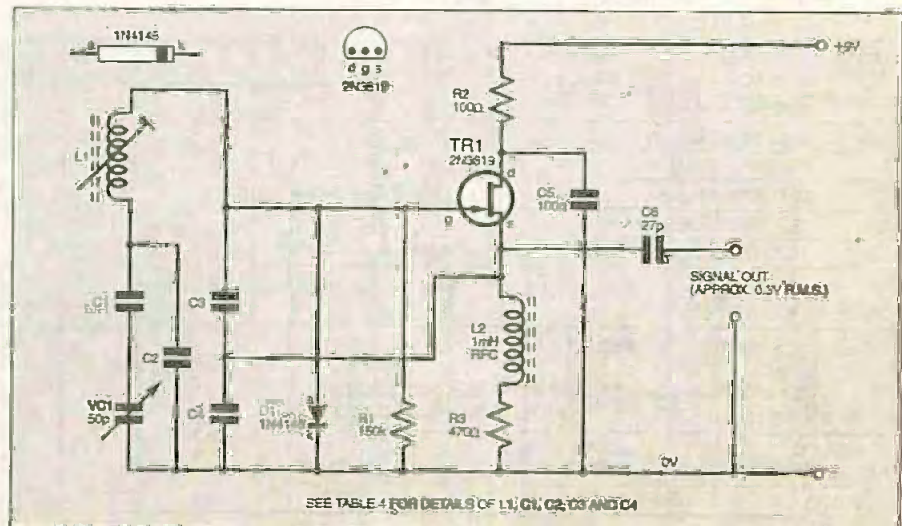 1N4148
a
k
d g s
2N3819
+9V
R2
100Ω
TR1
2N3819
d
g
s
L1
C5
100n
C6
27p
SIGNAL OUT
(APPROX. 0.3V R.M.S.)
C1
C3
C2
L2
1mH
RFC
VC1
50p
C4
D1
1N4148
a
k
R1
150k
R3
470Ω
0V
SEE TABLE 4 FOR DETAILS OF L1, C1, C2, C3 AND C4